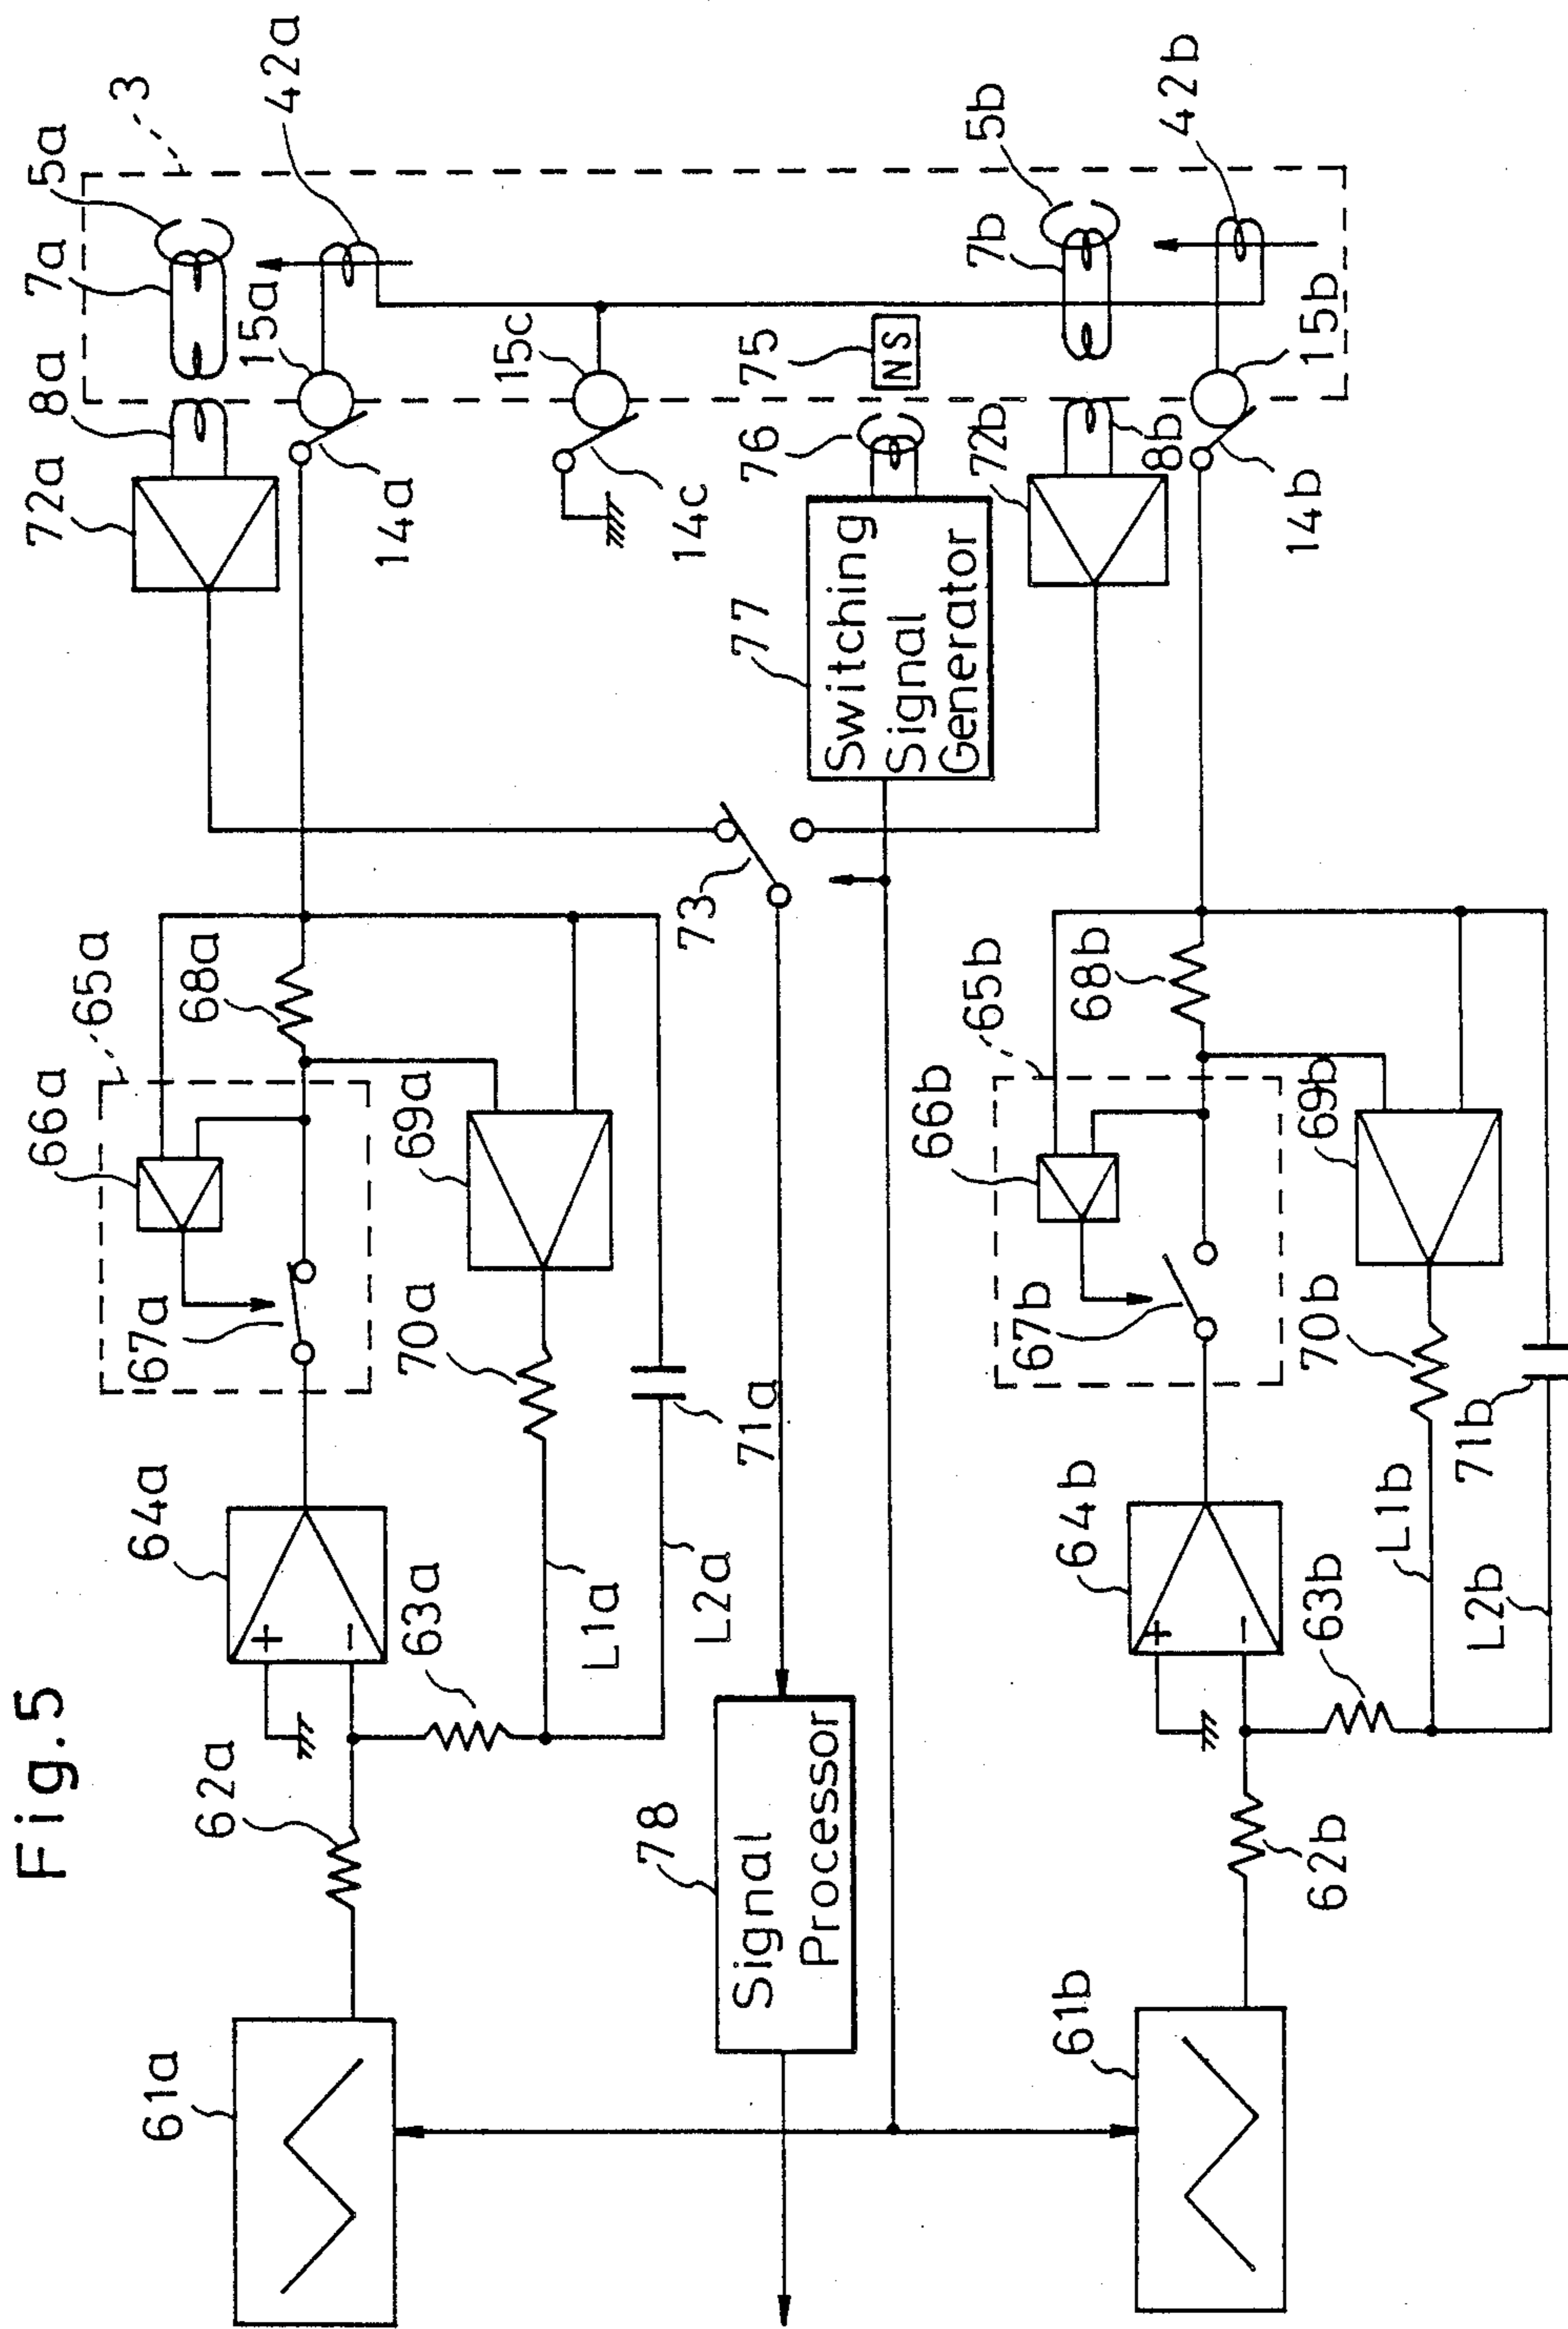 Fig.5
61a
62a
63a
64a
65a
66a
67a
68a
69a
70a
71a
L1a
L2a
72a
8a
7a
5a
3
42a
15a
14a
15c
14c
73
75
N S
76
77
Switching
Signal
Generator
78
Signal
Processor
61b
62b
63b
64b
65b
66b
67b
68b
69b
70b
71b
L1b
L2b
72b
8b
7b
5b
42b
15b
14b
+
−
+
−